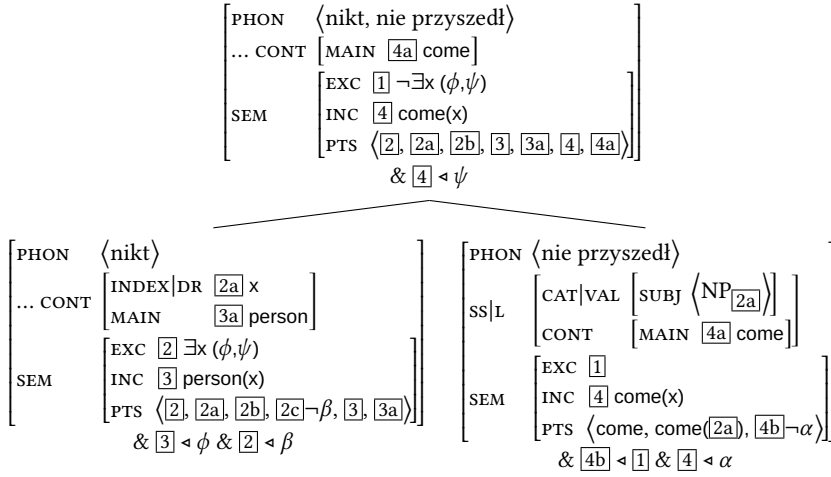 PHON ⟨nikt, nie przyszedł⟩
... CONT [MAIN 4a come]
SEM
EXC 1 ¬∃x (ϕ,ψ)
INC 4 come(x)
PTS ⟨2, 2a, 2b, 3, 3a, 4, 4a⟩
& 4 ◃ ψ
PHON ⟨nikt⟩
... CONT
INDEX|DR 2a x
MAIN 3a person
SEM
EXC 2 ∃x (ϕ,ψ)
INC 3 person(x)
PTS ⟨2, 2a, 2b, 2c¬β, 3, 3a⟩
& 3 ◃ ϕ & 2 ◃ β
PHON ⟨nie przyszedł⟩
SS|L
CAT|VAL [SUBJ ⟨NP2a⟩]
CONT [MAIN 4a come]
SEM
EXC 1
INC 4 come(x)
PTS ⟨come, come(2a), 4b¬α⟩
& 4b ◃ 1 & 4 ◃ α